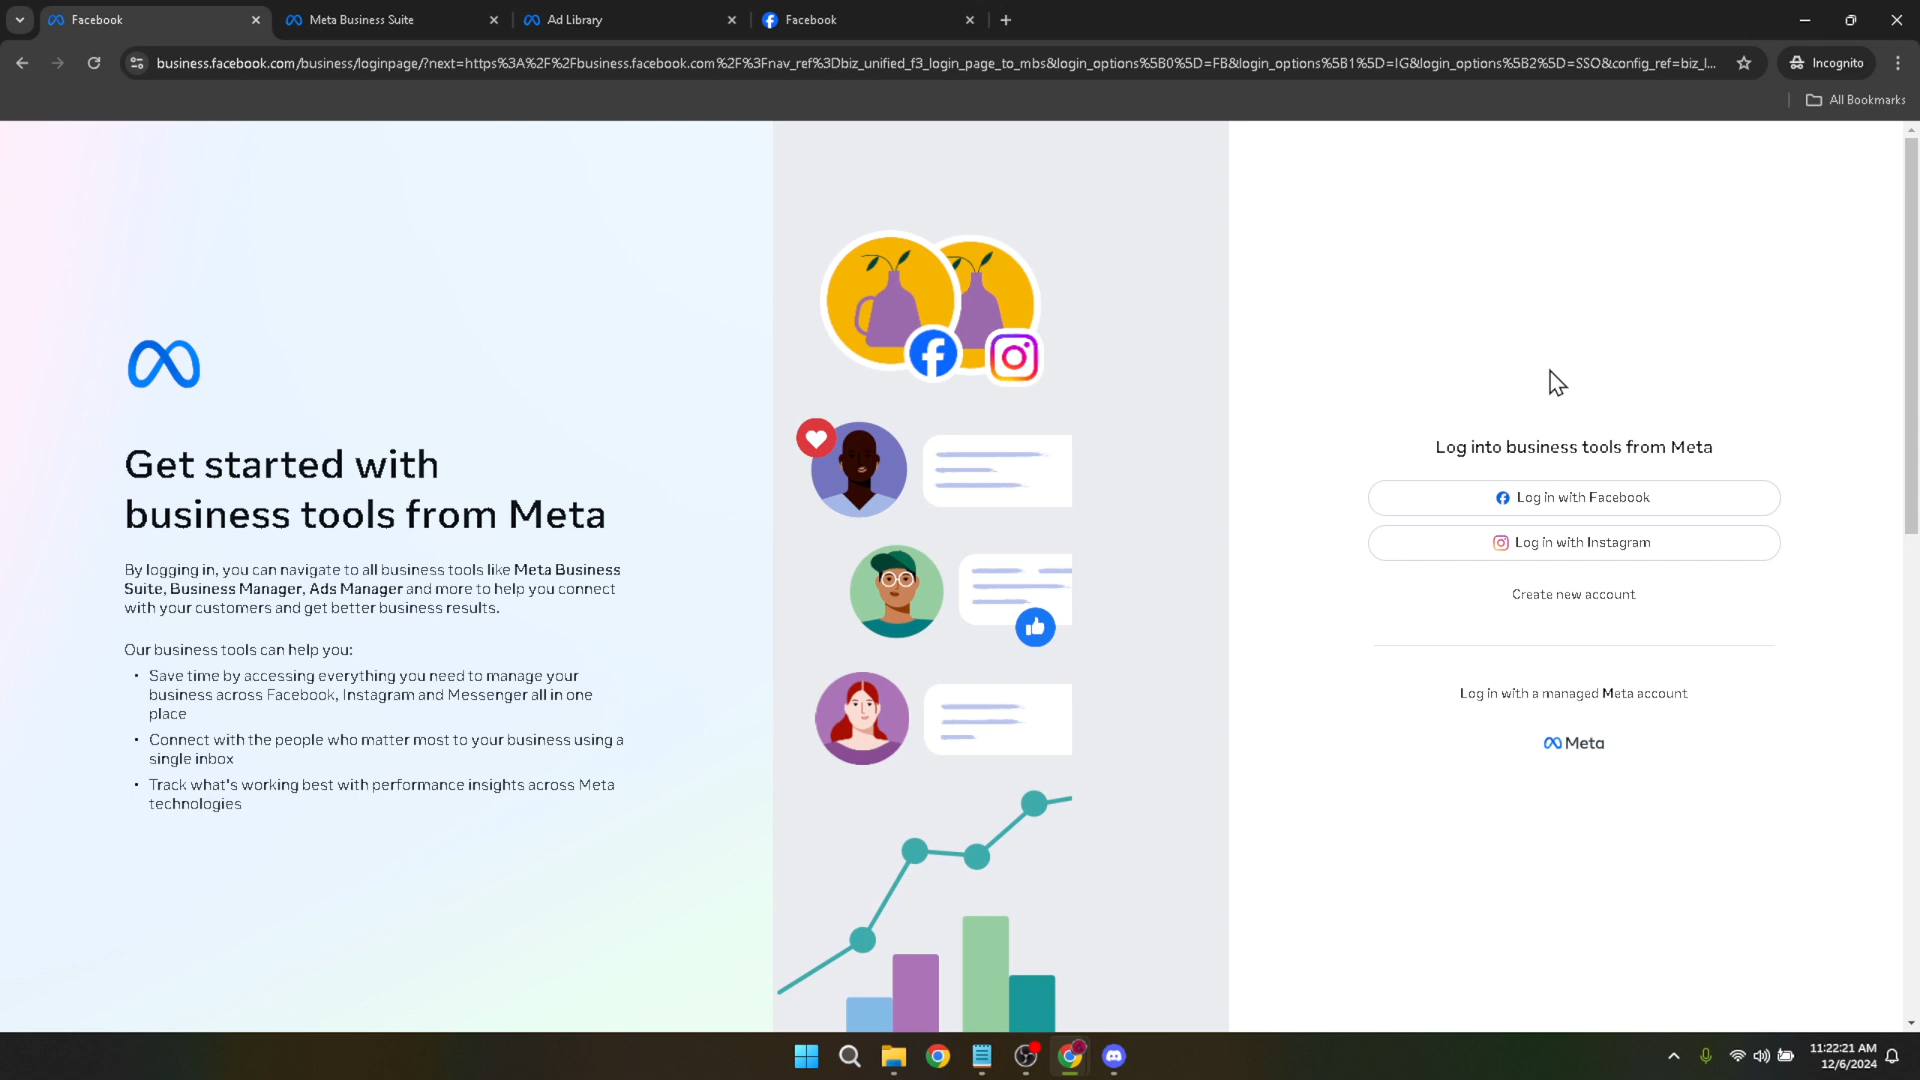 Facebook
Meta Business Suite
Ad Library
Facebook
business.facebook.com/business/loginpage/?next=https%3A%2F%2Fbusiness.facebook.com%2F%3Fnav_ref%3Dbiz_unified_f3_login_page_to_mbs&login_options%5B0%5D=FB&login_options%5B1%5D=IG&login_options%5B2%5D=SSO&config_ref=biz_l...
Incognito
All Bookmarks
Get started with
business tools from Meta
By logging in, you can navigate to all business tools like Meta Business
Suite, Business Manager, Ads Manager and more to help you connect
with your customers and get better business results.
Our business tools can help you:
• Save time by accessing everything you need to manage your
business across Facebook, Instagram and Messenger all in one
place
• Connect with the people who matter most to your business using a
single inbox
• Track what's working best with performance insights across Meta
technologies
Log into business tools from Meta
Log in with Facebook
Log in with Instagram
Create new account
Log in with a managed Meta account
Meta
11:22:21 AM
12/6/2024